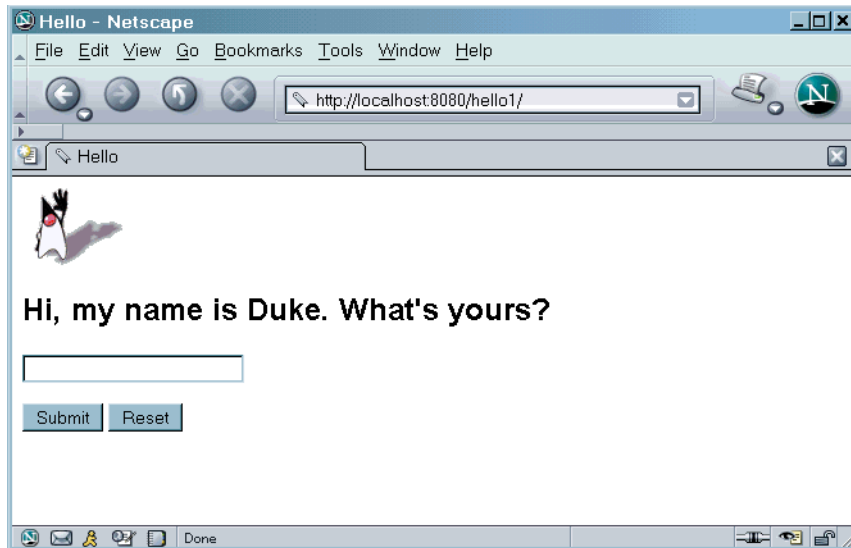 Hello - Netscape
File Edit View Go Bookmarks Tools Window Help
http://localhost:8080/hello1/
N
Hello
Hi, my name is Duke. What's yours?
Submit Reset
Done